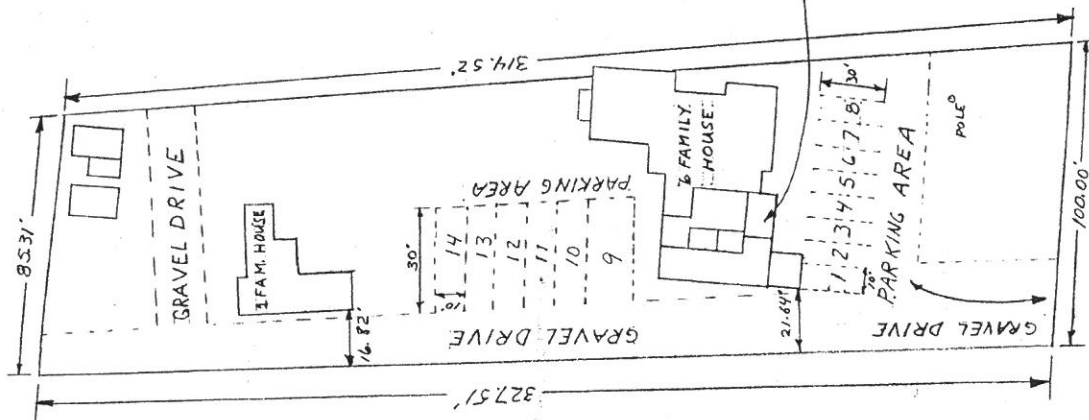 314.52'
85.31'
GRAVEL DRIVE
1 FAM. HOUSE
16.82'
30'
10'
14
13
12
11
10
9
PARKING AREA
GRAVEL DRIVE
6 FAMILY
HOUSE
21.64'
30'
1 2 3 4 5 6 7 8
10'
PARKING AREA
POLE
GRAVEL DRIVE
100.00'
327.51'